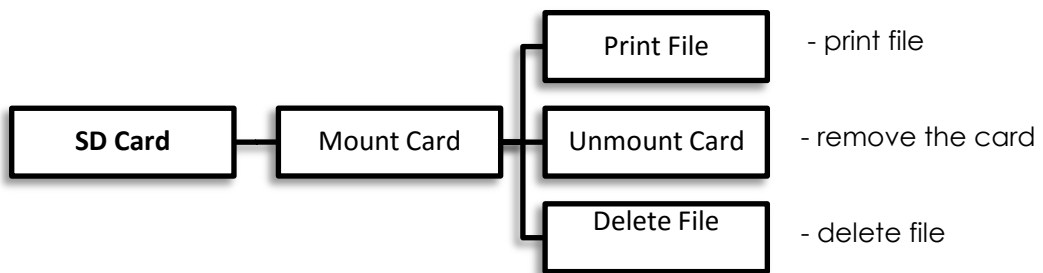 Print File - print file
SD Card Mount Card Unmount Card - remove the card
Delete File - delete file